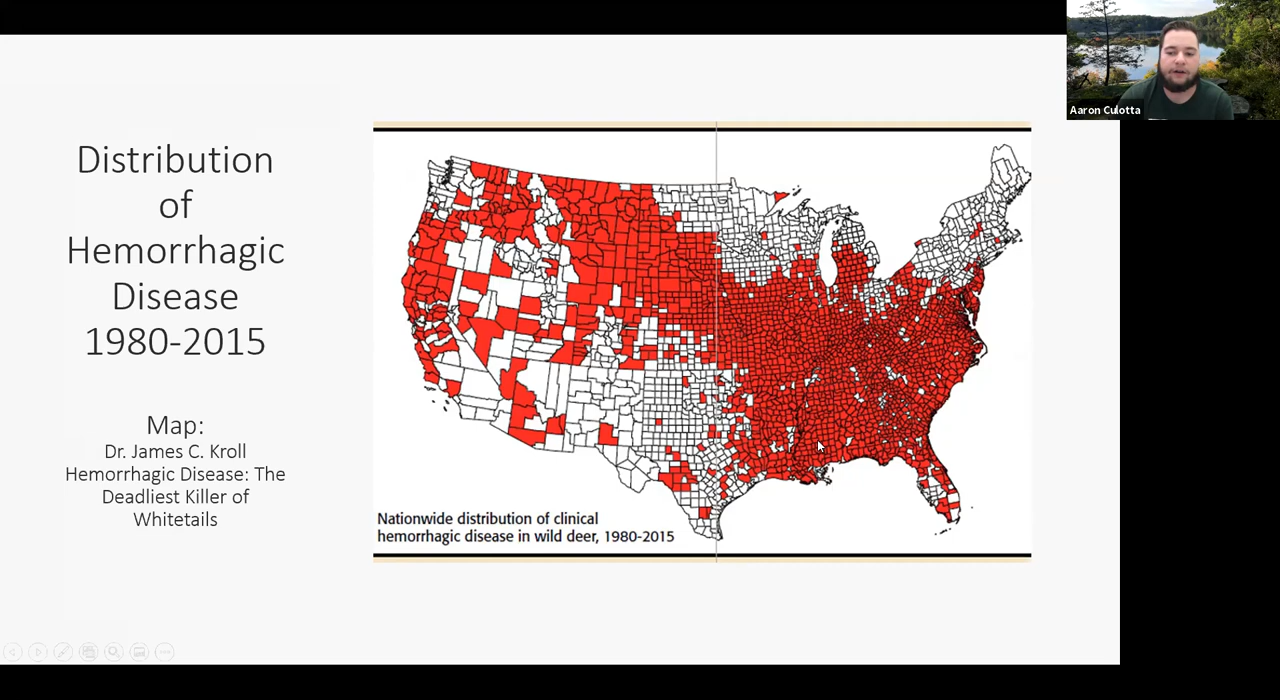 Distribution
of
Hemorrhagic
Disease
1980-2015
Map:
Dr. James C. Kroll
Hemorrhagic Disease: The
Deadliest Killer of
Whitetails
Nationwide distribution of clinical
hemorrhagic disease in wild deer, 1980-2015
Aaron Culotta